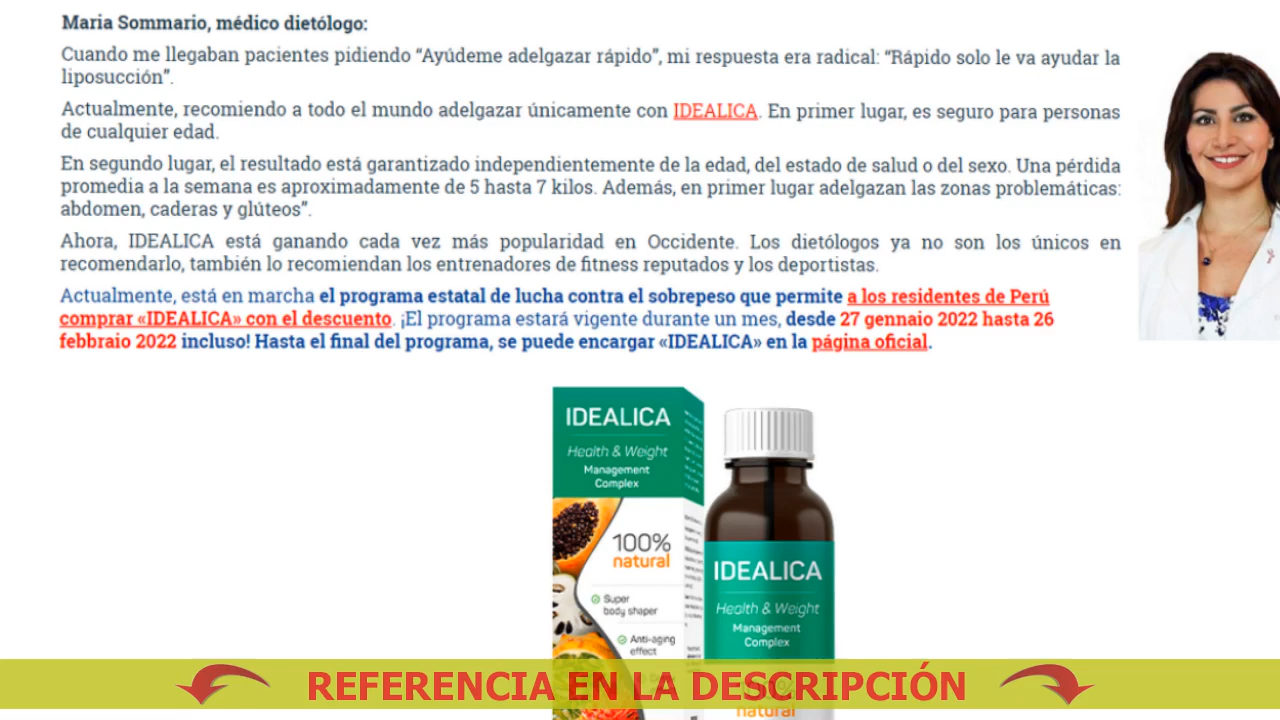 Maria Sommario, médico dietólogo:
Cuando me llegaban pacientes pidiendo “Ayúdeme adelgazar rápido”, mi respuesta era radical: “Rápido solo le va ayudar la
liposucción”.
Actualmente, recomiendo a todo el mundo adelgazar únicamente con IDEALICA. En primer lugar, es seguro para personas
de cualquier edad.
En segundo lugar, el resultado está garantizado independientemente de la edad, del estado de salud o del sexo. Una pérdida
promedia a la semana es aproximadamente de 5 hasta 7 kilos. Además, en primer lugar adelgazan las zonas problemáticas:
abdomen, caderas y glúteos”.
Ahora, IDEALICA está ganando cada vez más popularidad en Occidente. Los dietólogos ya no son los únicos en
recomendarlo, también lo recomiendan los entrenadores de fitness reputados y los deportistas.
Actualmente, está en marcha el programa estatal de lucha contra el sobrepeso que permite a los residentes de Perú
comprar «IDEALICA» con el descuento. ¡El programa estará vigente durante un mes, desde 27 gennaio 2022 hasta 26
febbraio 2022 incluso! Hasta el final del programa, se puede encargar «IDEALICA» en la página oficial.
IDEALICA
Health & Weight
Management
Complex
100%
natural
Super
body shaper
Anti-aging
effect
IDEALICA
Health & Weight
Management
Complex
100%
natural
REFERENCIA EN LA DESCRIPCIÓN